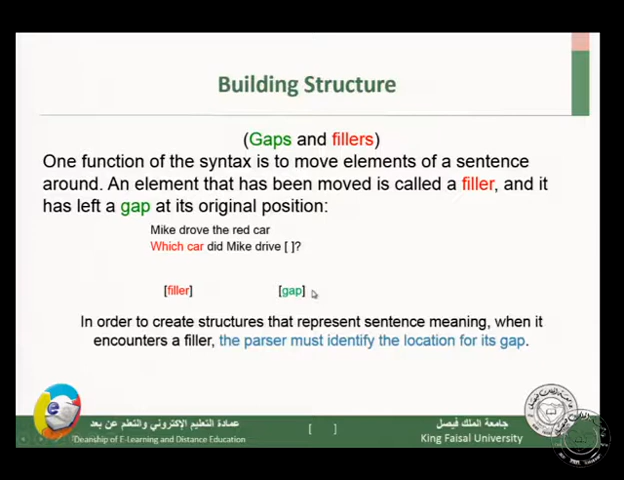 Building Structure
(Gaps and fillers)
One function of the syntax is to move elements of a sentence
around. An element that has been moved is called a filler, and it
has left a gap at its original position:
Mike drove the red car
Which car did Mike drive [ ]?
[filler] [gap]
In order to create structures that represent sentence meaning, when it
encounters a filler, the parser must identify the location for its gap.
عمادة التعليم الإلكتروني والتعلم عن بعد
Deanship of E-Learning and Distance Education
[ ]
جامعة الملك فيصل
King Faisal University